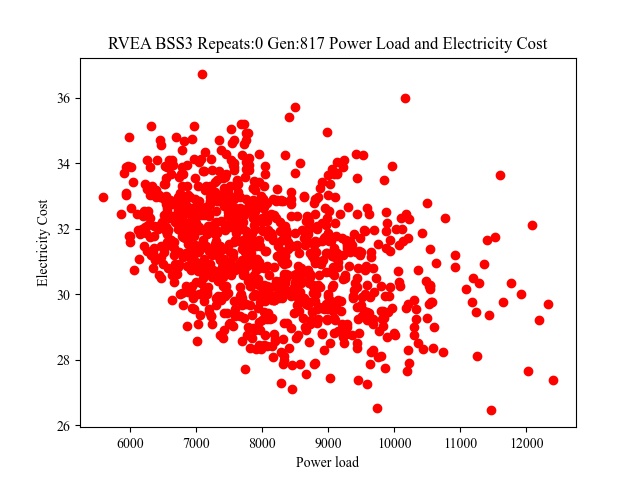 RVEA BSS3 Repeats:0 Gen:817 Power Load and Electricity Cost
36
34
32
30
28
26
Electricity Cost
6000 7000 8000 9000 10000 11000 12000
Power load